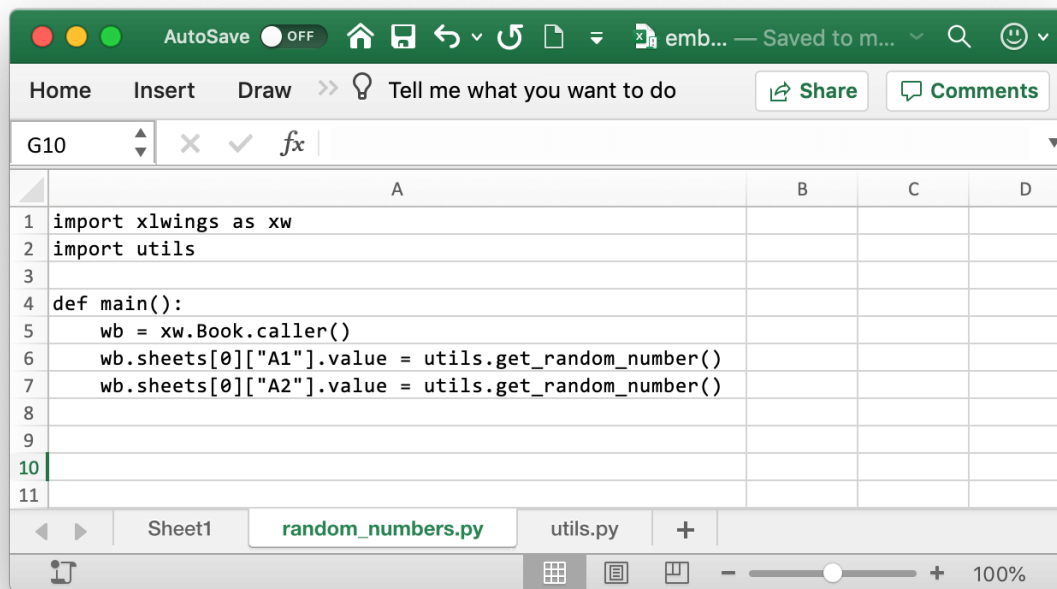 AutoSave OFF emb... — Saved to m...
Home Insert Draw Tell me what you want to do Share Comments
G10 fx
A B C D
1 import xlwings as xw
2 import utils
3
4 def main():
5     wb = xw.Book.caller()
6     wb.sheets[0]["A1"].value = utils.get_random_number()
7     wb.sheets[0]["A2"].value = utils.get_random_number()
8
9
10
11
Sheet1 random_numbers.py utils.py +
− + 100%